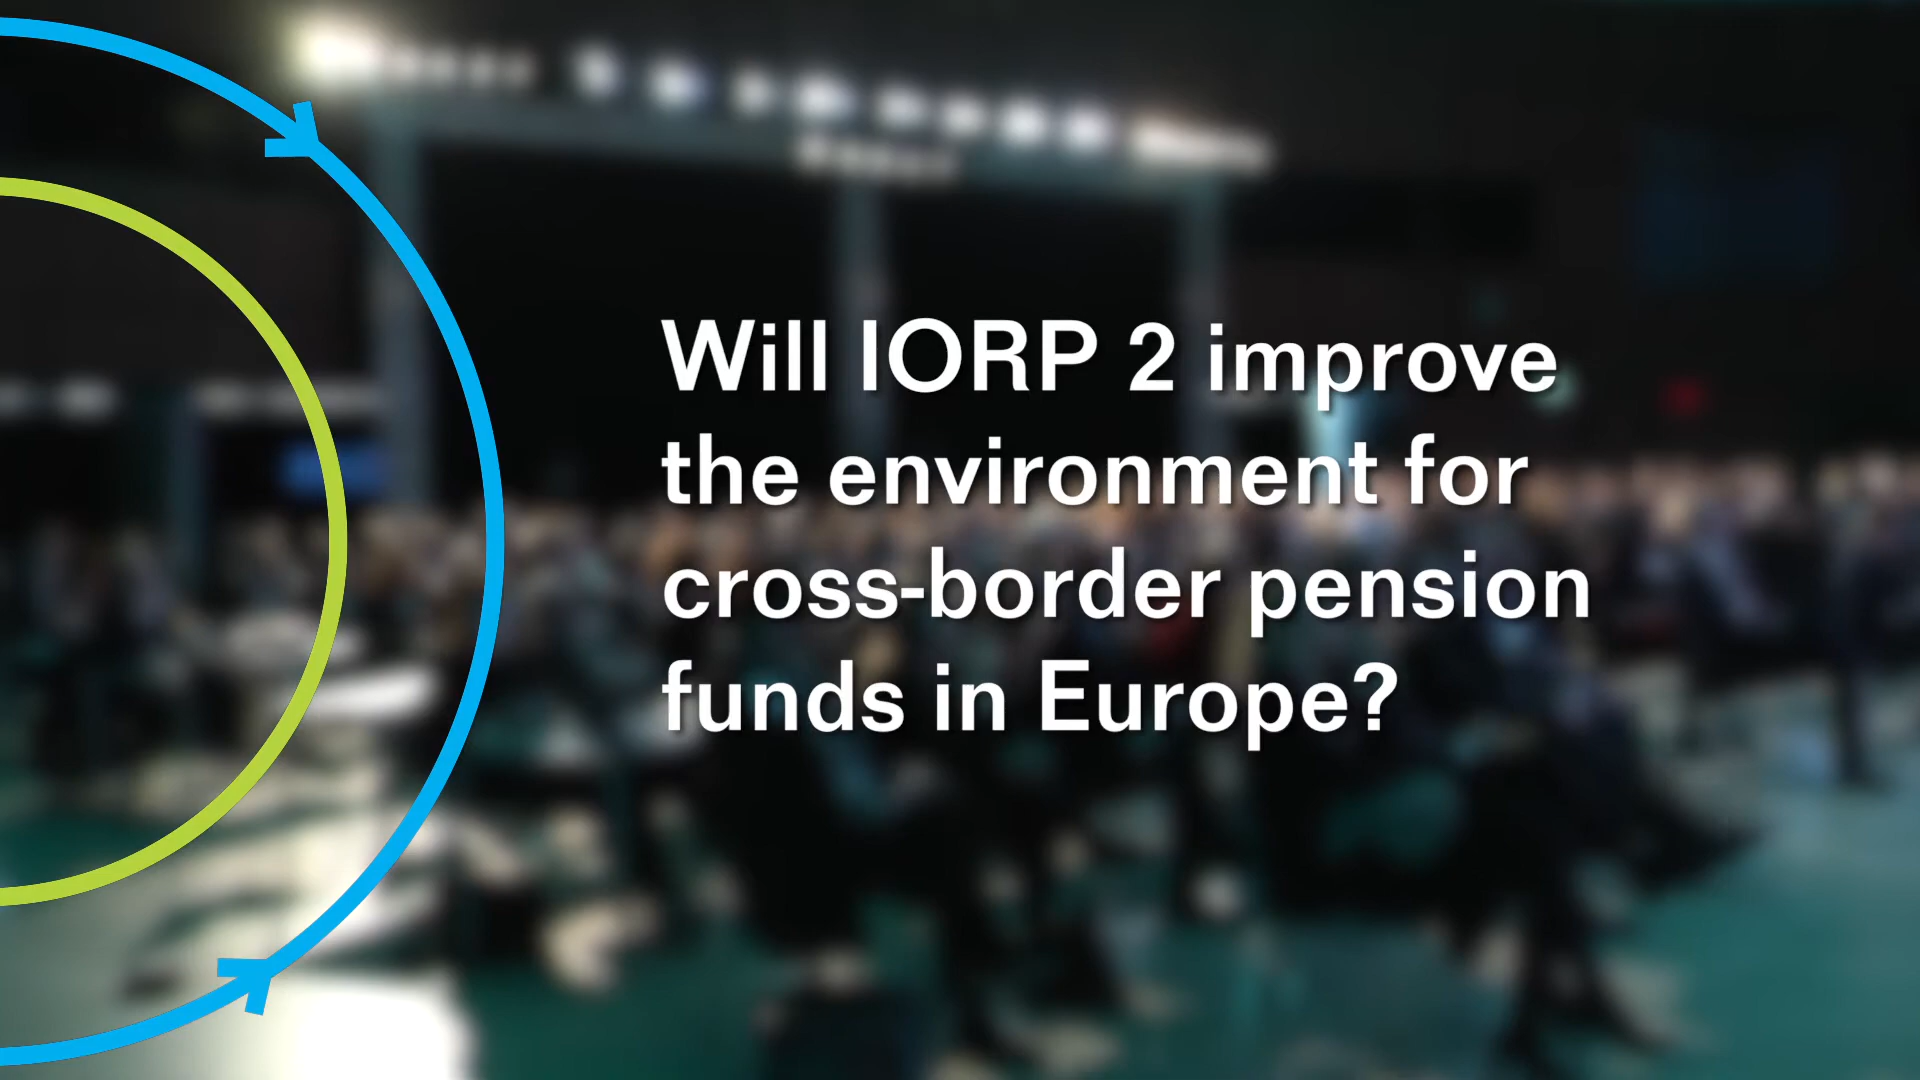 Will IORP 2 improve
the environment for
cross-border pension
funds in Europe?